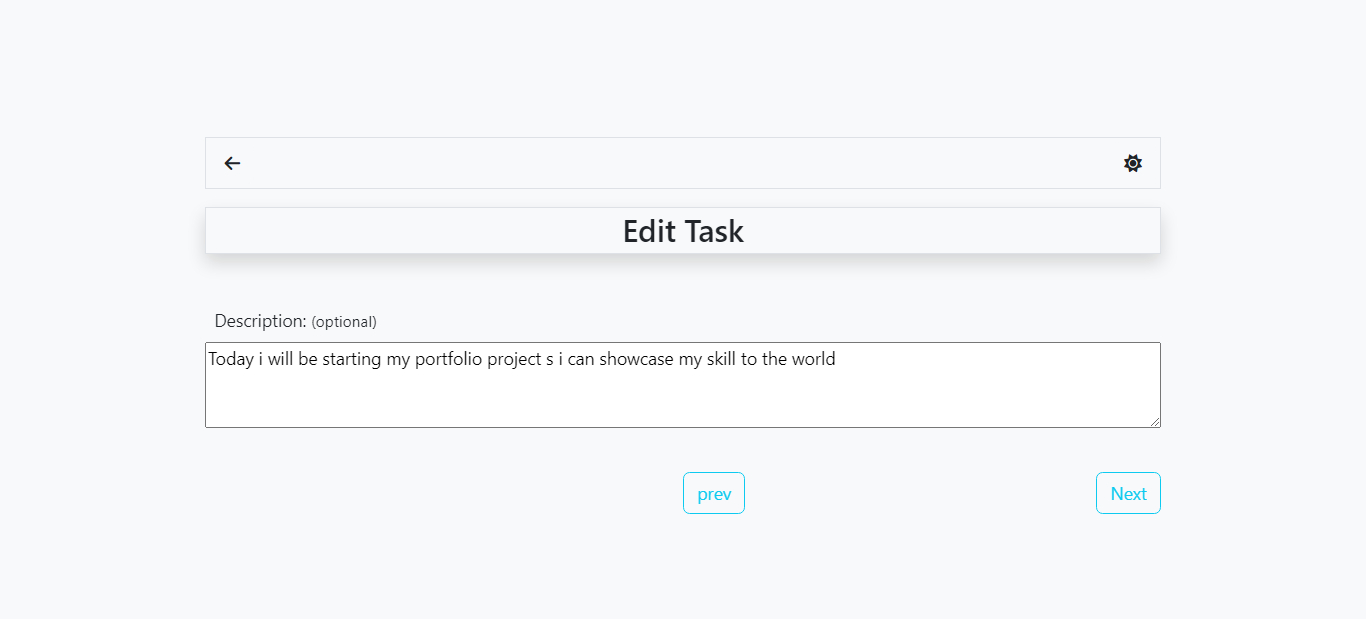 Edit Task
Description: (optional)
Today i will be starting my portfolio project s i can showcase my skill to the world
prev
Next